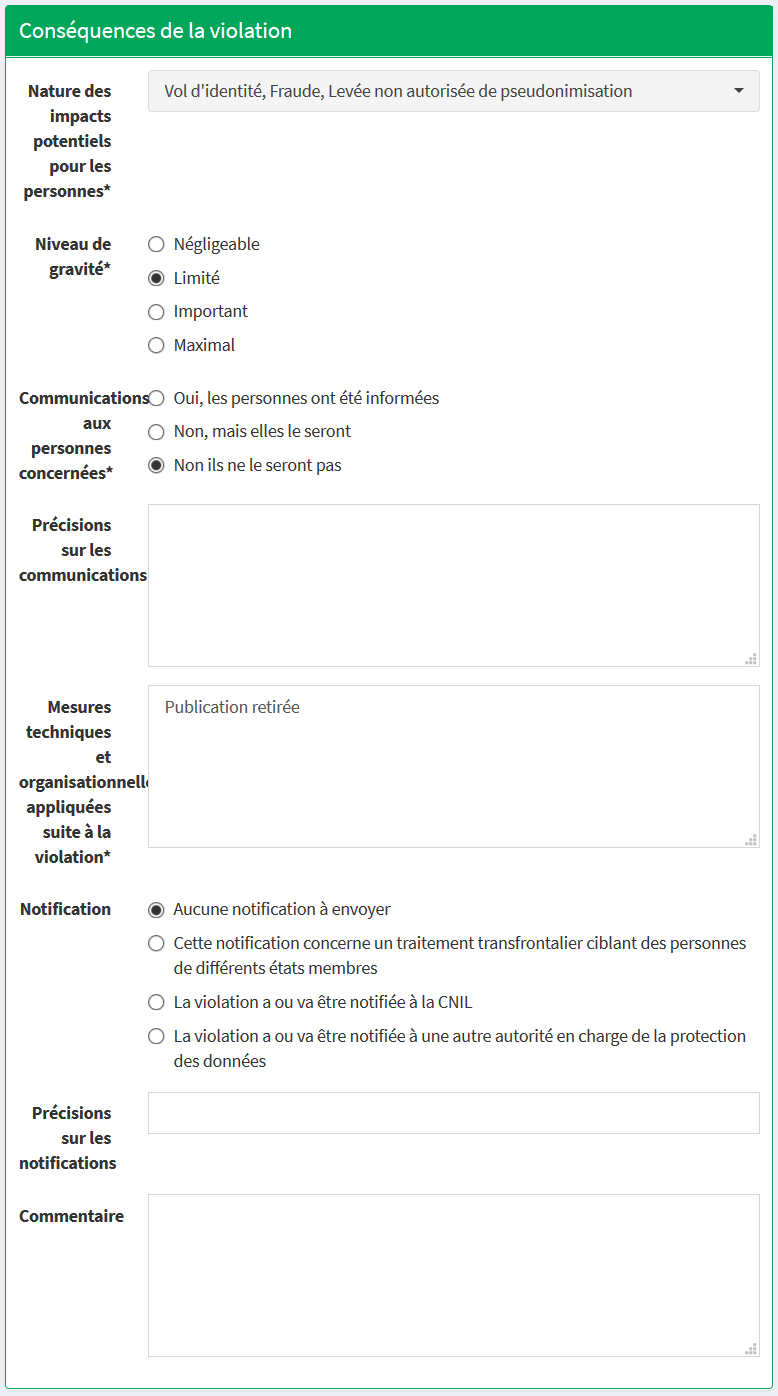 Conséquences de la violation
Nature des
impacts
potentiels
pour les
personnes*
Vol d'identité, Fraude, Levée non autorisée de pseudonimisation
Niveau de
gravité*
Négligeable
Limité
Important
Maximal
Communications
aux
personnes
concernées*
Oui, les personnes ont été informées
Non, mais elles le seront
Non ils ne le seront pas
Précisions
sur les
communications
Mesures
techniques
et
organisationnelle
appliquées
suite à la
violation*
Publication retirée
Notification
Aucune notification à envoyer
Cette notification concerne un traitement transfrontalier ciblant des personnes
de différents états membres
La violation a ou va être notifiée à la CNIL
La violation a ou va être notifiée à une autre autorité en charge de la protection
des données
Précisions
sur les
notifications
Commentaire